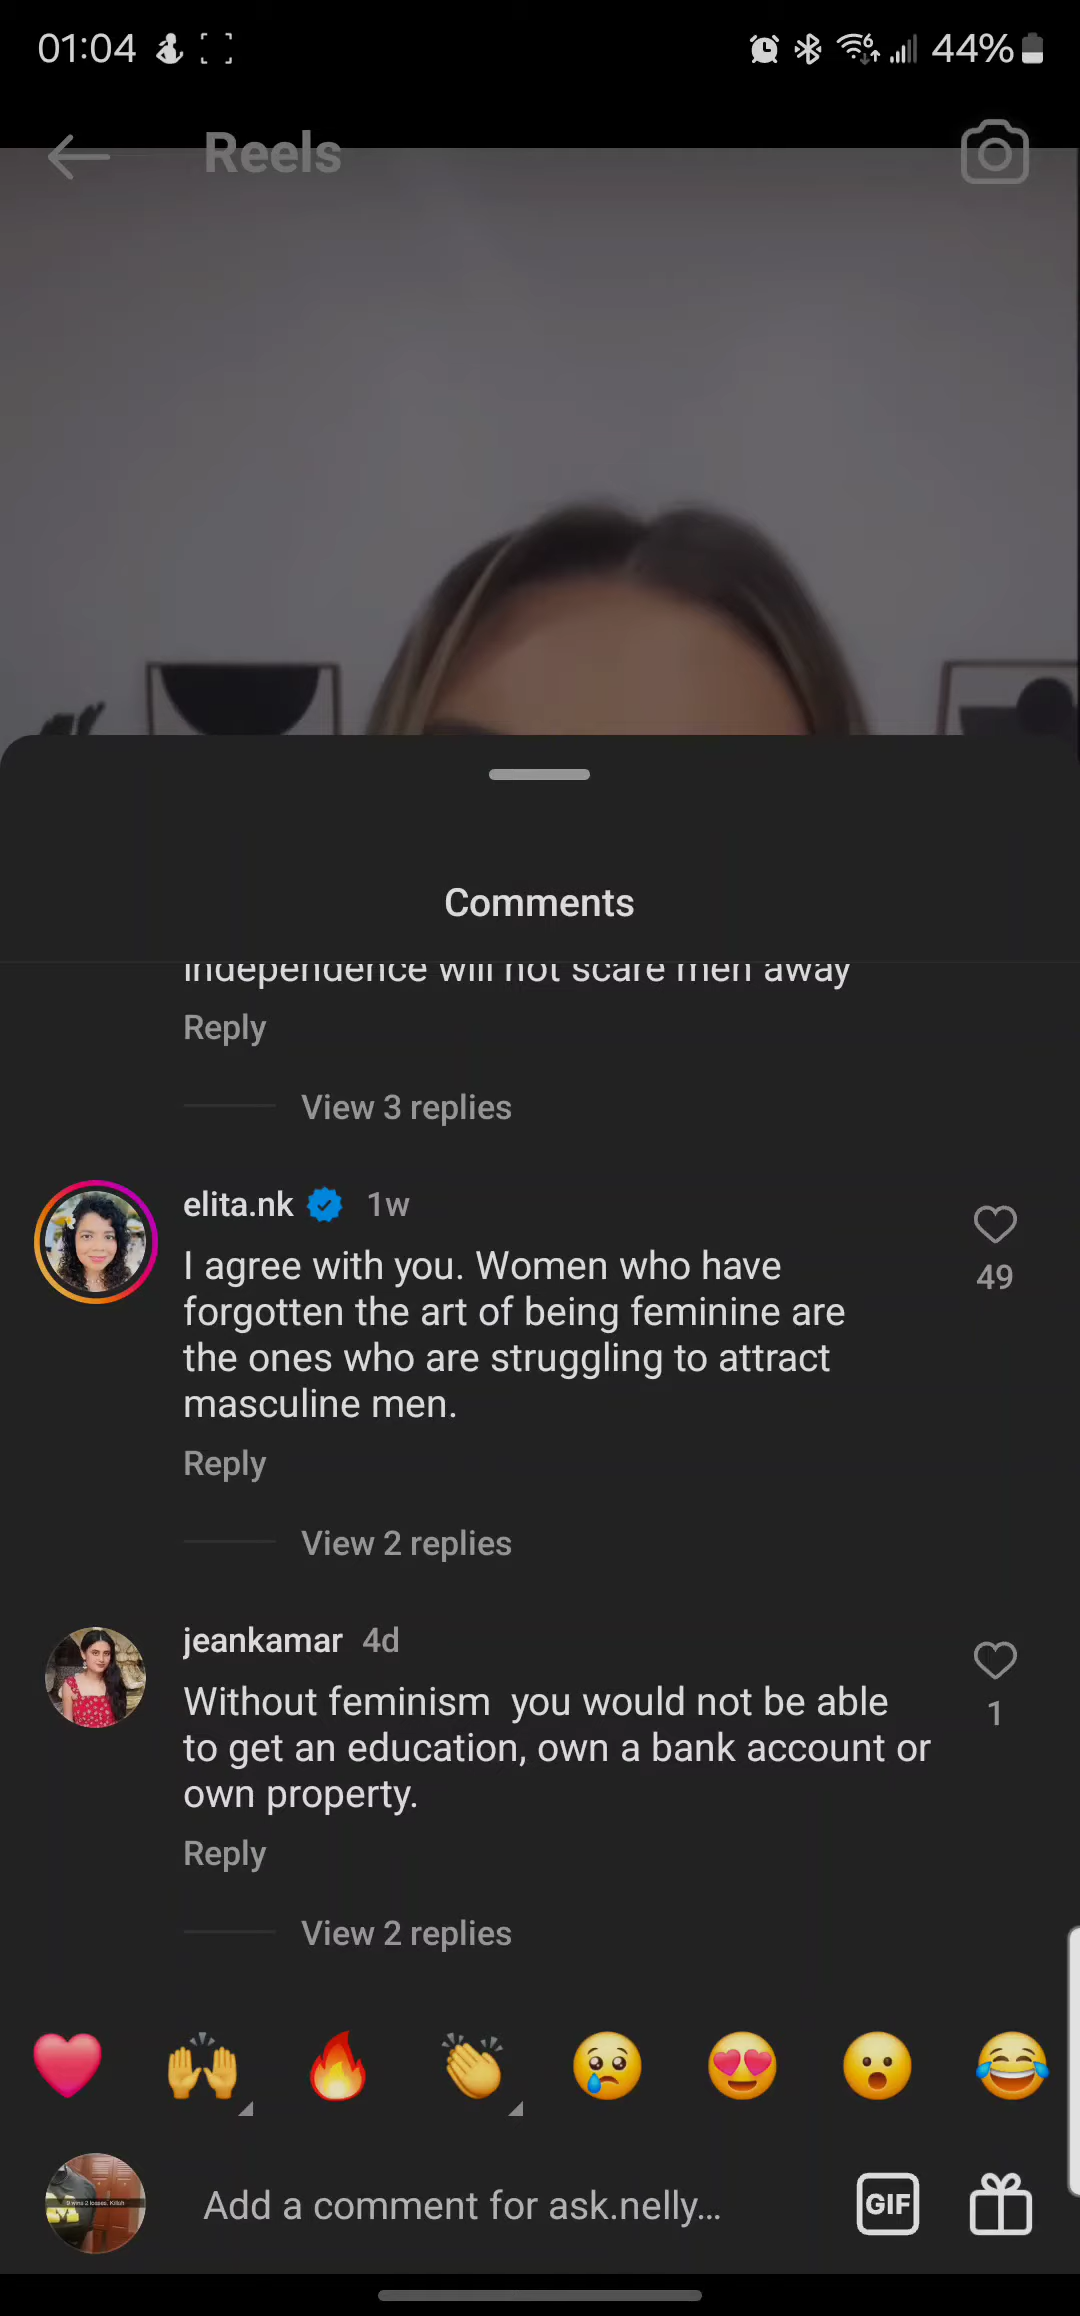 01:04
6
44%
Reels
Comments
independence will not scare men away
Reply
View 3 replies
elita.nk 1w
I agree with you. Women who have
forgotten the art of being feminine are
the ones who are struggling to attract
masculine men.
49
Reply
View 2 replies
jeankamar 4d
Without feminism you would not be able
to get an education, own a bank account or
own property.
1
Reply
View 2 replies
Add a comment for ask.nelly...
GIF